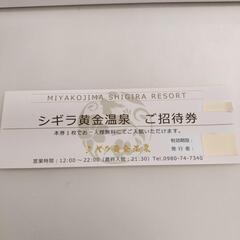 MIYAKOJIMA SHIGIRA RESORT
シギラ黄金温泉　ご招待券
本券1枚でお一人様無料にてご入館いただけます。
有効期限：
発行者：
シギラ黄金温泉
営業時間：12:00～22:00（最終入館：21:30）Tel. 0980-74-7340